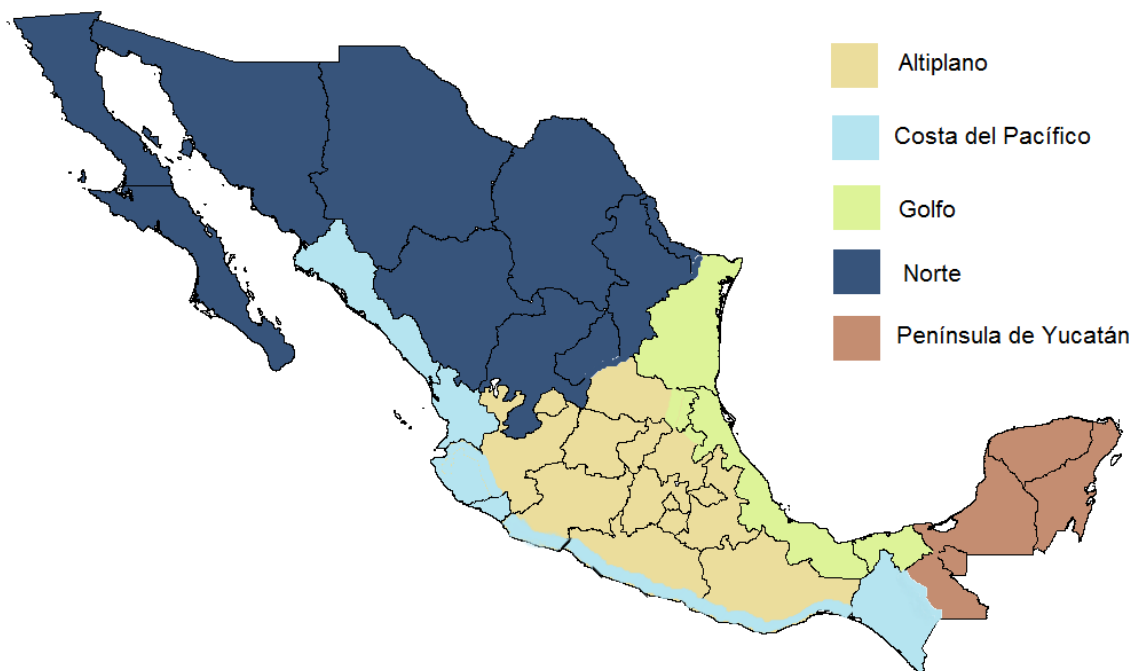 Altiplano
Costa del Pacífico
Golfo
Norte
Península de Yucatán